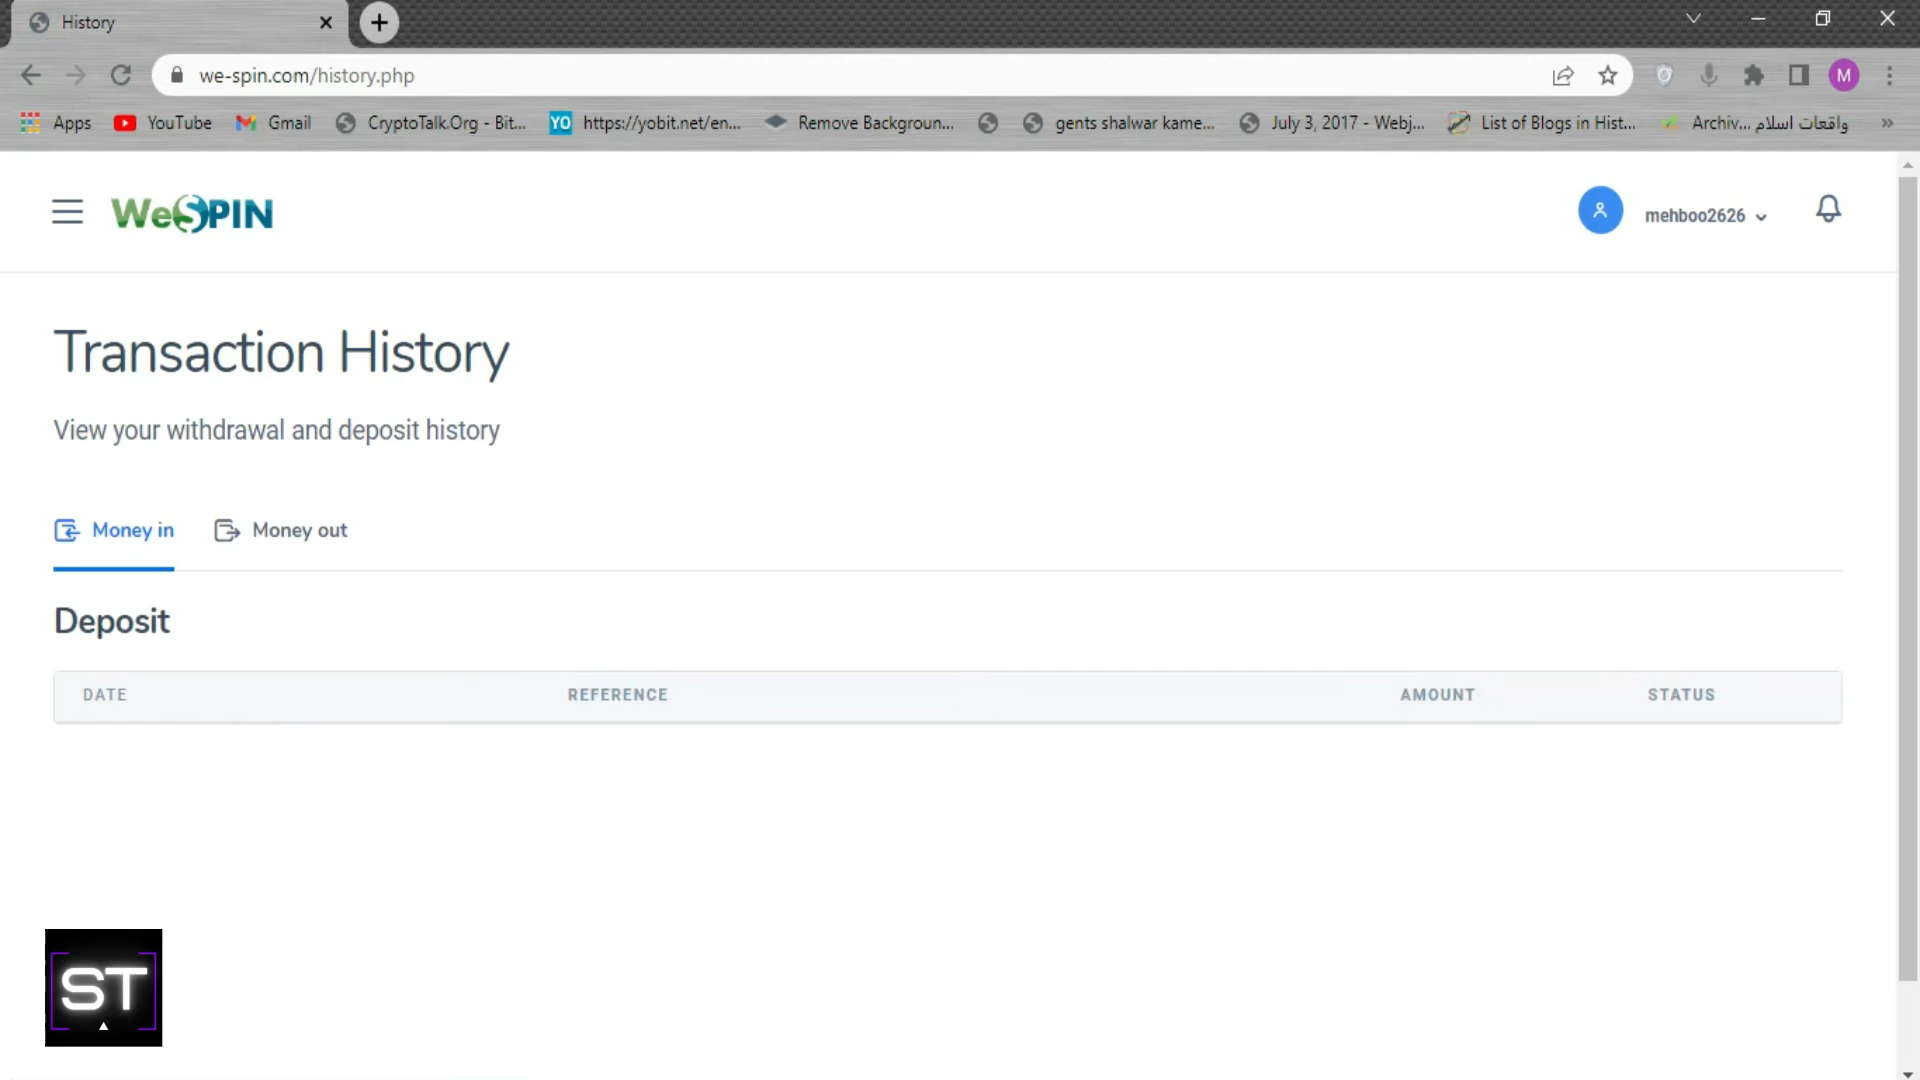 History
we-spin.com/history.php
Apps YouTube Gmail CryptoTalk.Org - Bit... YO https://yobit.net/en... Remove Backgroun... gents shalwar kame... July 3, 2017 - Webj... List of Blogs in Hist... Archiv... واقعات اسلام »
M
WeSPIN
mehboo2626
Transaction History
View your withdrawal and deposit history
Money in Money out
Deposit
DATE REFERENCE AMOUNT STATUS
ST